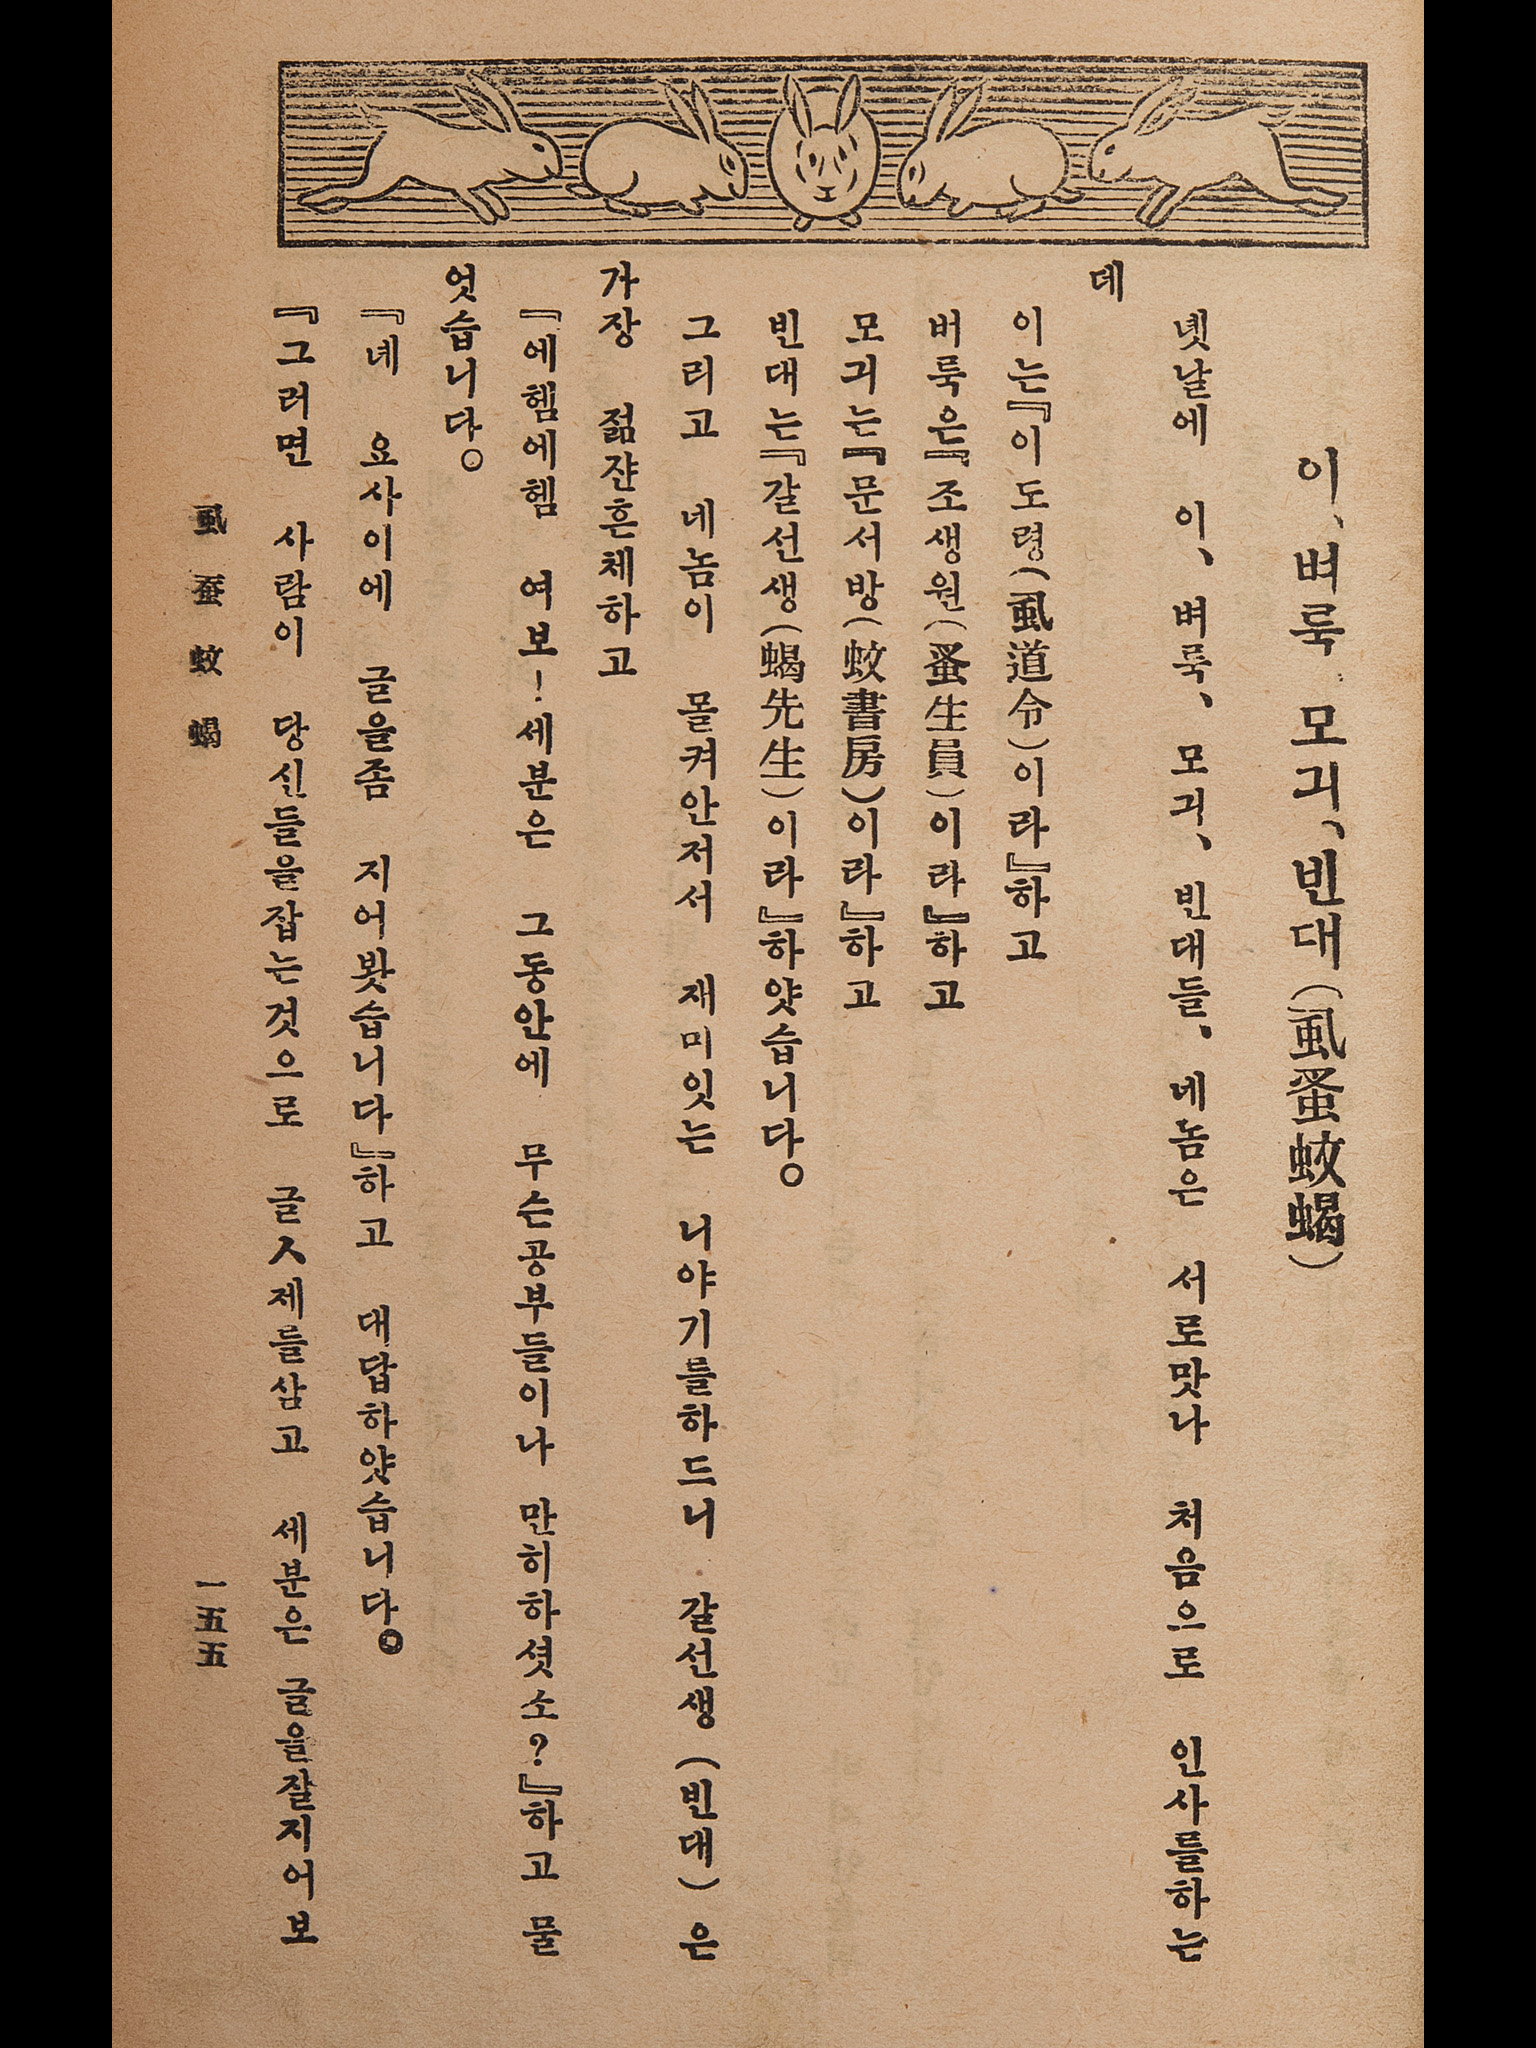 이、벼룩、모긔、빈대(虱蚤蚊蝎)
녯날에 이、벼룩、모긔、빈대들、네놈은 서로맛나 처음으로 인사를하는
데
이는『이도령(虱道令)이라』하고
버룩은『조생원(蚤生員)이라』하고
모긔는『문서방(蚊書房)이라』하고
빈대는『갈선생(蝎先生)이라』하얏습니다。
그리고 네놈이 몰켜안저서 재미잇는 니야기를하드니 갈선생(빈대)은
가장 젊쟌흔체하고
『에헴에헴 여보!세분은 그동안에 무슨공부들이나 만히하셧소?』하고 물
엇습니다。
『녜 요사이에 글을좀 지어봣습니다』하고 대답하얏습니다。
『그러면 사람이 당신들을잡는것으로 글人제를삼고 세분은 글을잘지어보
虱蚤蚊蝎
一五五